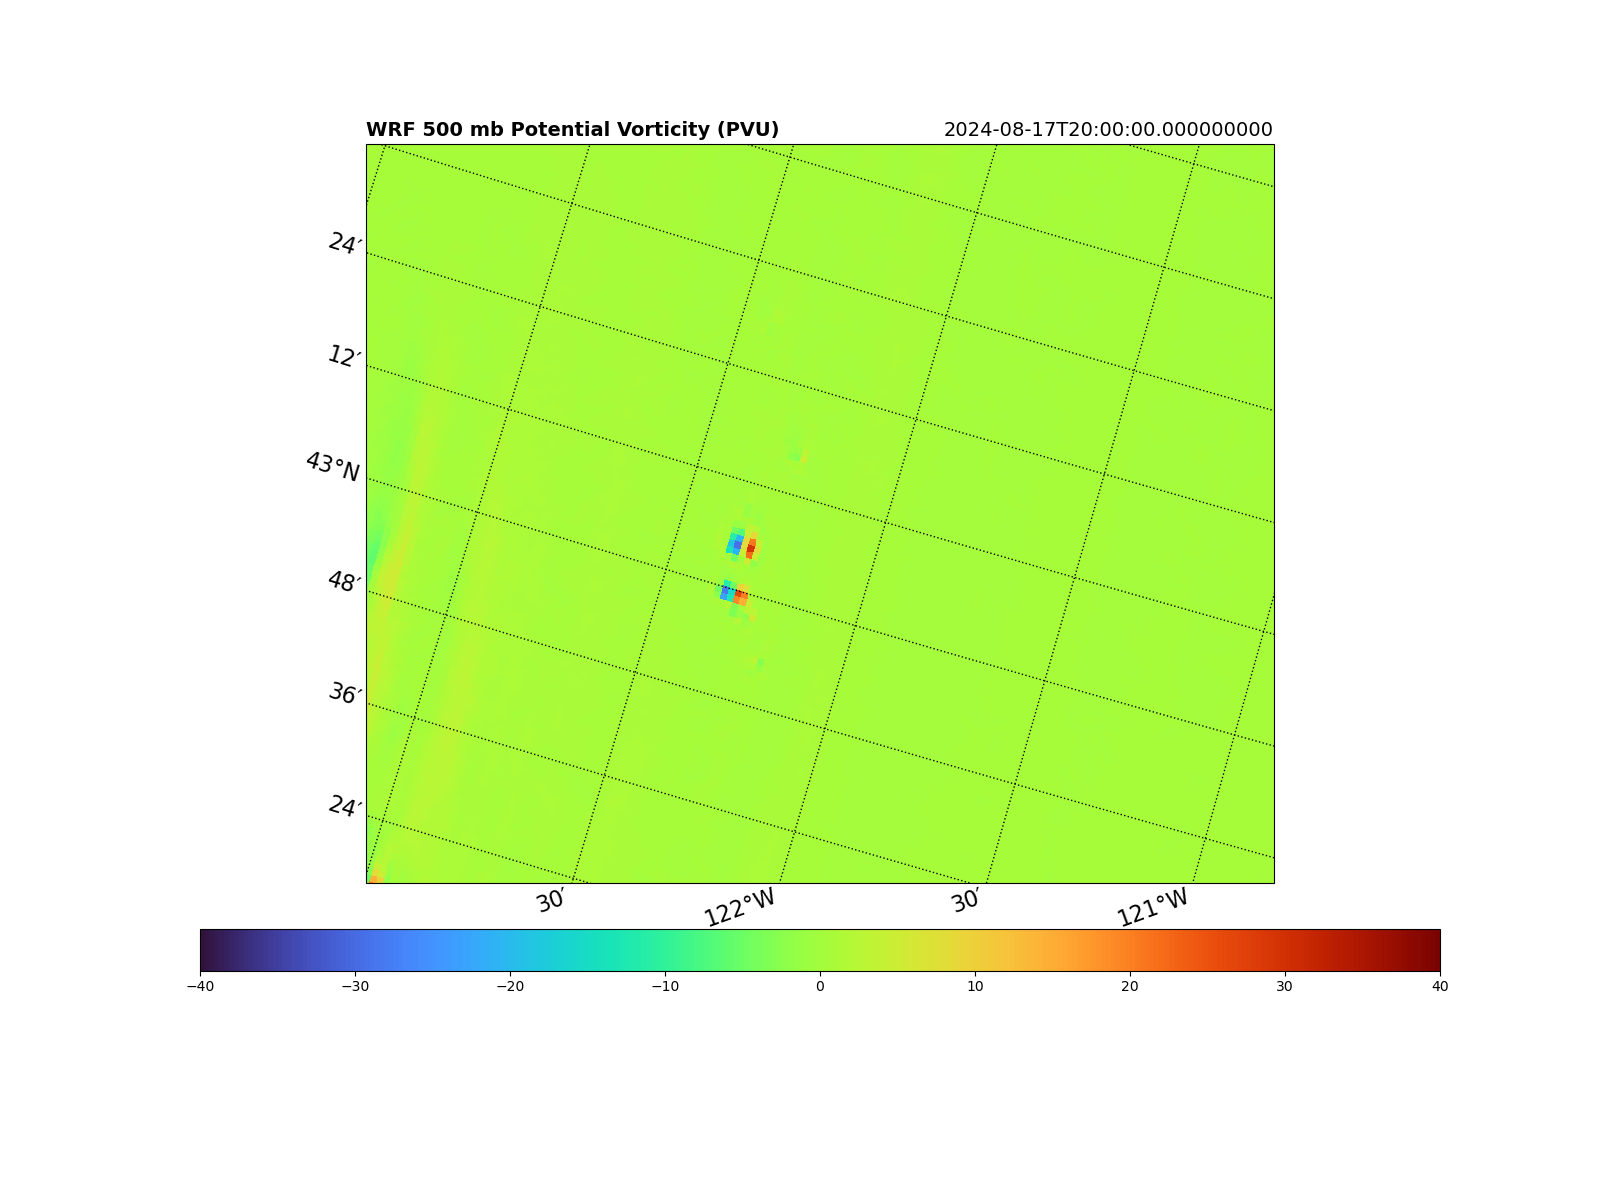 WRF 500 mb Potential Vorticity (PVU) 2024-08-17T20:00:00.000000000
24′
12′
43°N
48′
36′
24′
30′ 122°W 30′ 121°W
−40 −30 −20 −10 0 10 20 30 40